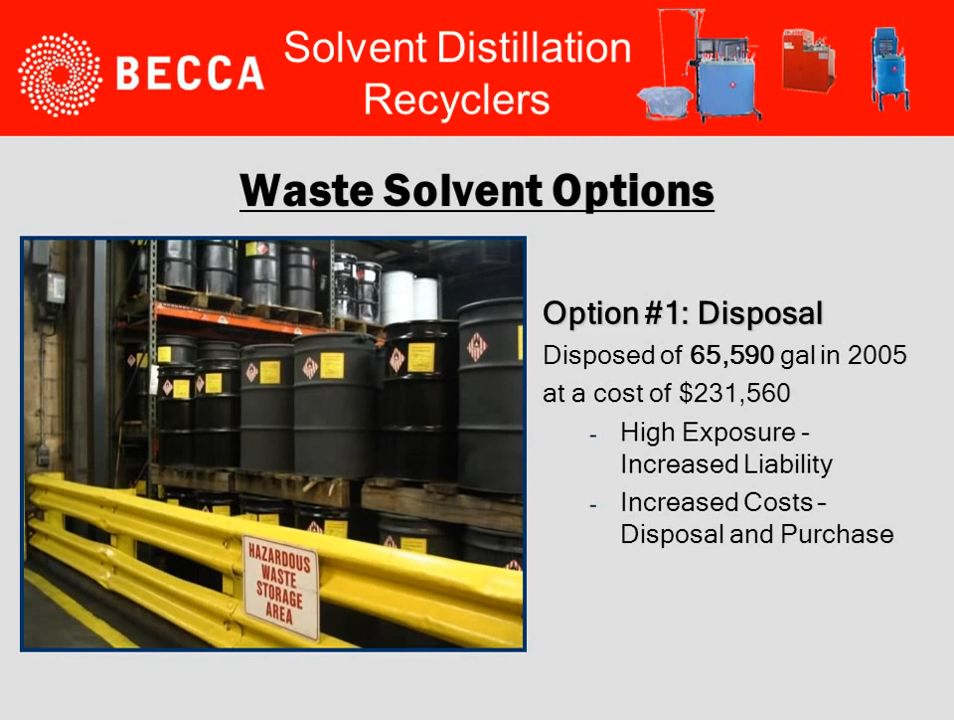 BECCA
Solvent Distillation
Recyclers
Waste Solvent Options
Option #1: Disposal
Disposed of 65,590 gal in 2005
at a cost of $231,560
- High Exposure -
Increased Liability
- Increased Costs –
Disposal and Purchase
HAZARDOUS
WASTE
STORAGE
AREA